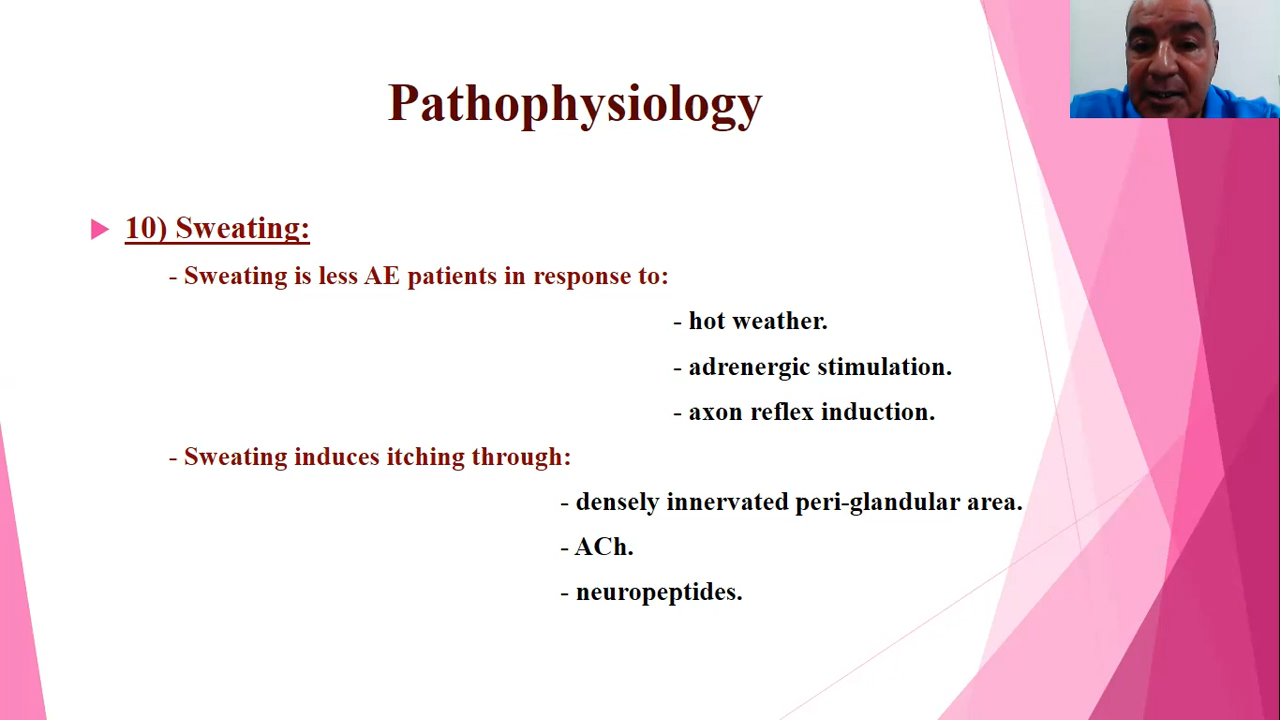 Pathophysiology
10) Sweating:
- Sweating is less AE patients in response to:
- hot weather.
- adrenergic stimulation.
- axon reflex induction.
- Sweating induces itching through:
- densely innervated peri-glandular area.
- ACh.
- neuropeptides.